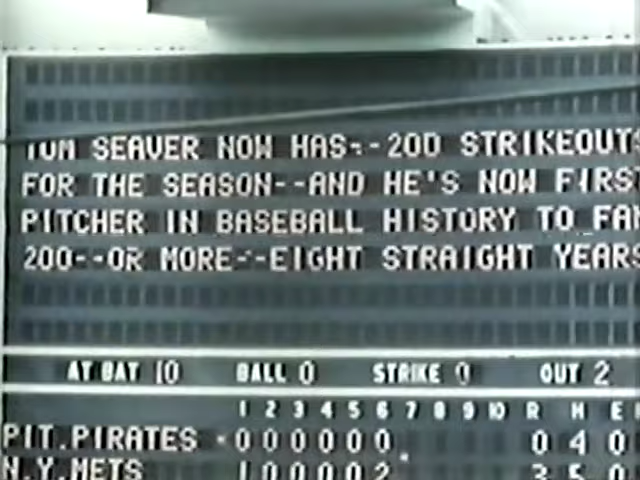 TOM SEAVER NOW HAS--200 STRIKEOUTS
FOR THE SEASON--AND HE'S NOW FIRST
PITCHER IN BASEBALL HISTORY TO FAN
200--OR MORE--EIGHT STRAIGHT YEARS
AT BAT 10 BALL 0 STRIKE 0 OUT 2
1 2 3 4 5 6 7 8 9 10 R H E
PIT.PIRATES 0 0 0 0 0 0 0 4 0
N.Y.METS 1 0 0 0 0 2 3 5 0